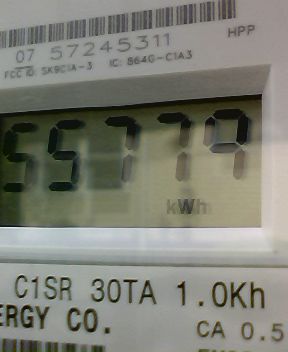 07 57245311 HPP
FCC ID: SK9C1A-3 IC: 864G-C1A3
55779
kWh
C1SR 30TA 1.0Kh
ERGY CO.
CA 0.5